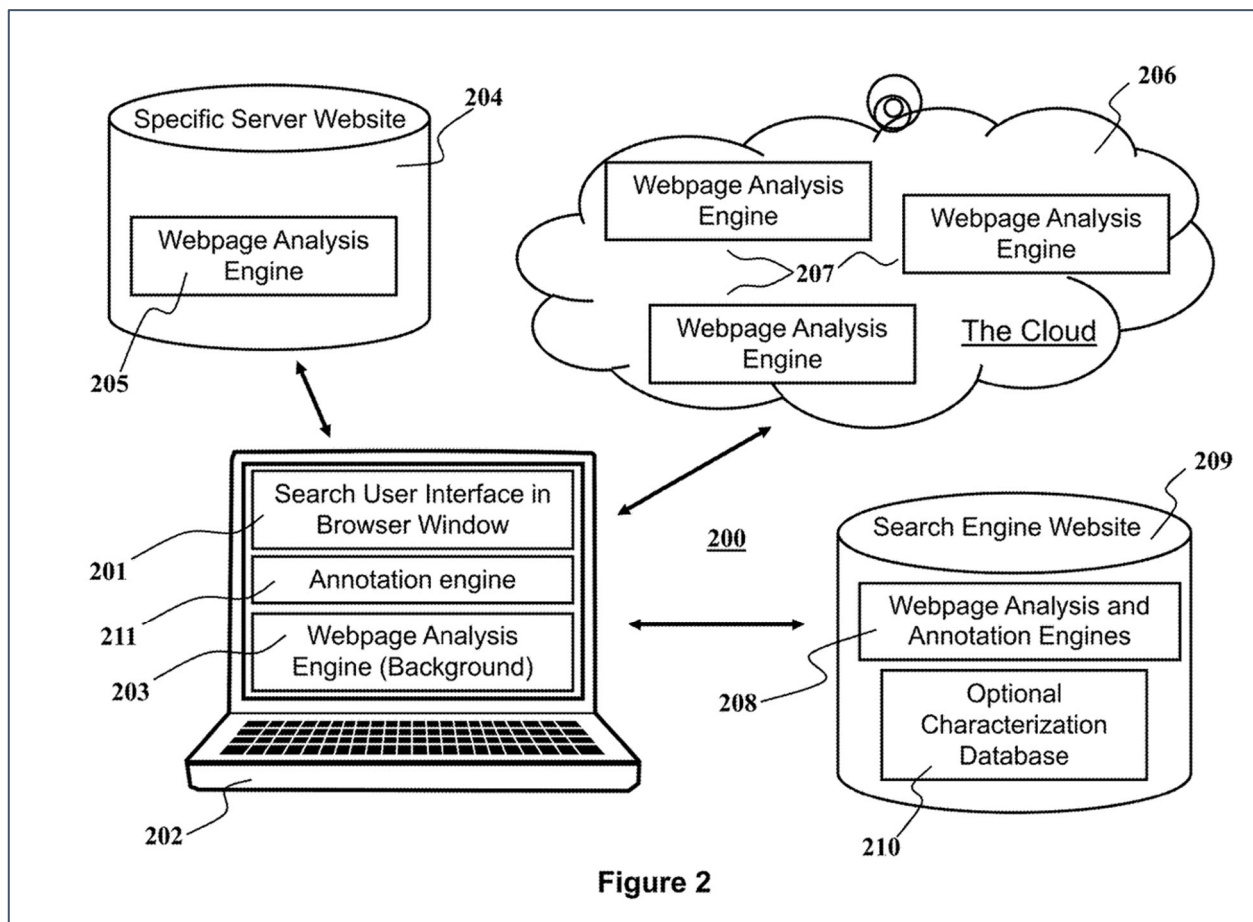 Specific Server Website
204
Webpage Analysis
Engine
205
206
Webpage Analysis
Engine
Webpage Analysis
Engine
207
Webpage Analysis
Engine
The Cloud
Search User Interface in
Browser Window
201
Annotation engine
211
Webpage Analysis
Engine (Background)
203
202
200
209
Search Engine Website
Webpage Analysis and
Annotation Engines
208
Optional
Characterization
Database
210
Figure 2